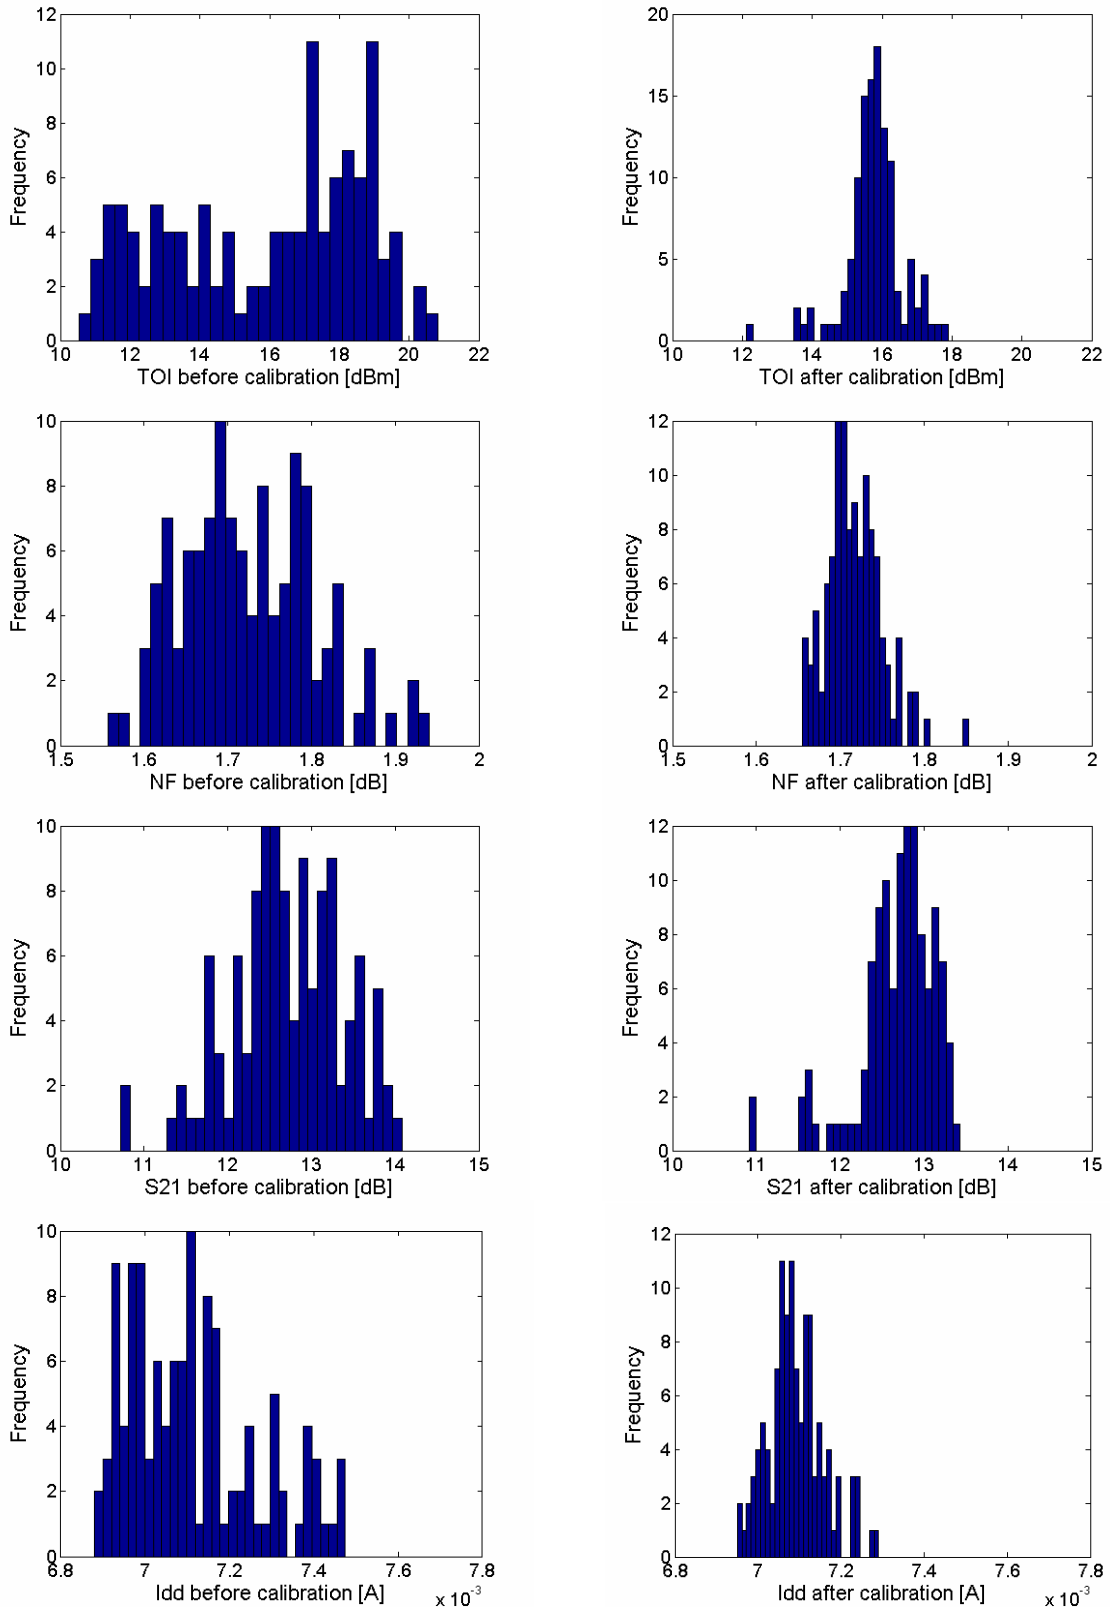 12
10
8
6
4
2
0
Frequency
10 12 14 16 18 20 22
TOI before calibration [dBm]
20
15
10
5
0
Frequency
10 12 14 16 18 20 22
TOI after calibration [dBm]
10
8
6
4
2
0
Frequency
1.5 1.6 1.7 1.8 1.9 2
NF before calibration [dB]
12
10
8
6
4
2
0
Frequency
1.5 1.6 1.7 1.8 1.9 2
NF after calibration [dB]
10
8
6
4
2
0
Frequency
10 11 12 13 14 15
S21 before calibration [dB]
12
10
8
6
4
2
0
Frequency
10 11 12 13 14 15
S21 after calibration [dB]
10
8
6
4
2
0
Frequency
6.8 7 7.2 7.4 7.6 7.8
Idd before calibration [A]
x 10⁻³
12
10
8
6
4
2
0
Frequency
6.8 7 7.2 7.4 7.6 7.8
Idd after calibration [A]
x 10⁻³